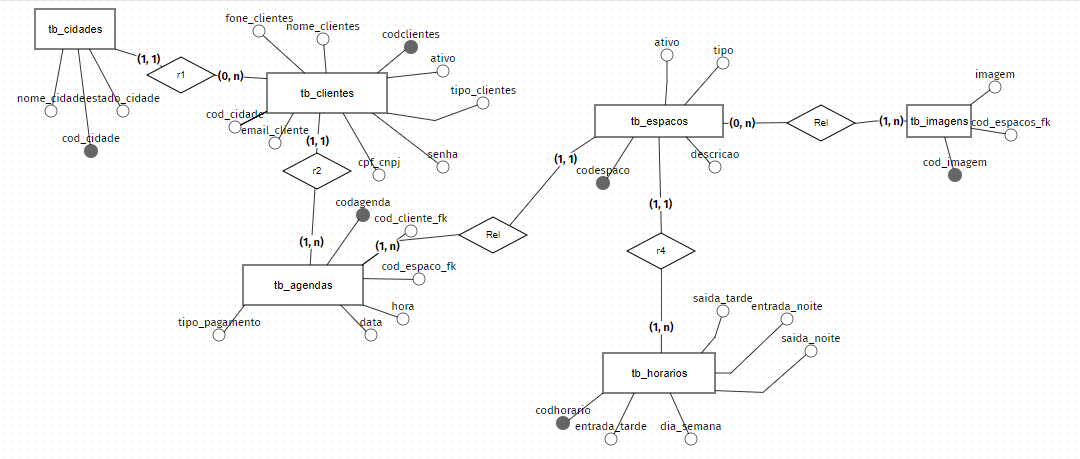 tb_cidades
(1, 1)
r1
(0, n)
nome_cidade
estado_cidade
cod_cidade
fone_clientes
nome_clientes
codclientes
ativo
tipo_clientes
tb_clientes
cod_cidade
email_cliente
(1, 1)
cpf_cnpj
senha
r2
(1, n)
codagenda
cod_cliente_fk
(1, n)
cod_espaco_fk
tb_agendas
hora
data
tipo_pagamento
Rel
(1, 1)
ativo
tipo
tb_espacos
codespaco
descricao
(0, n)
Rel
(1, n)
tb_imagens
imagem
cod_espacos_fk
cod_imagem
(1, 1)
r4
(1, n)
saida_tarde
entrada_noite
saida_noite
tb_horarios
codhorario
entrada_tarde
dia_semana